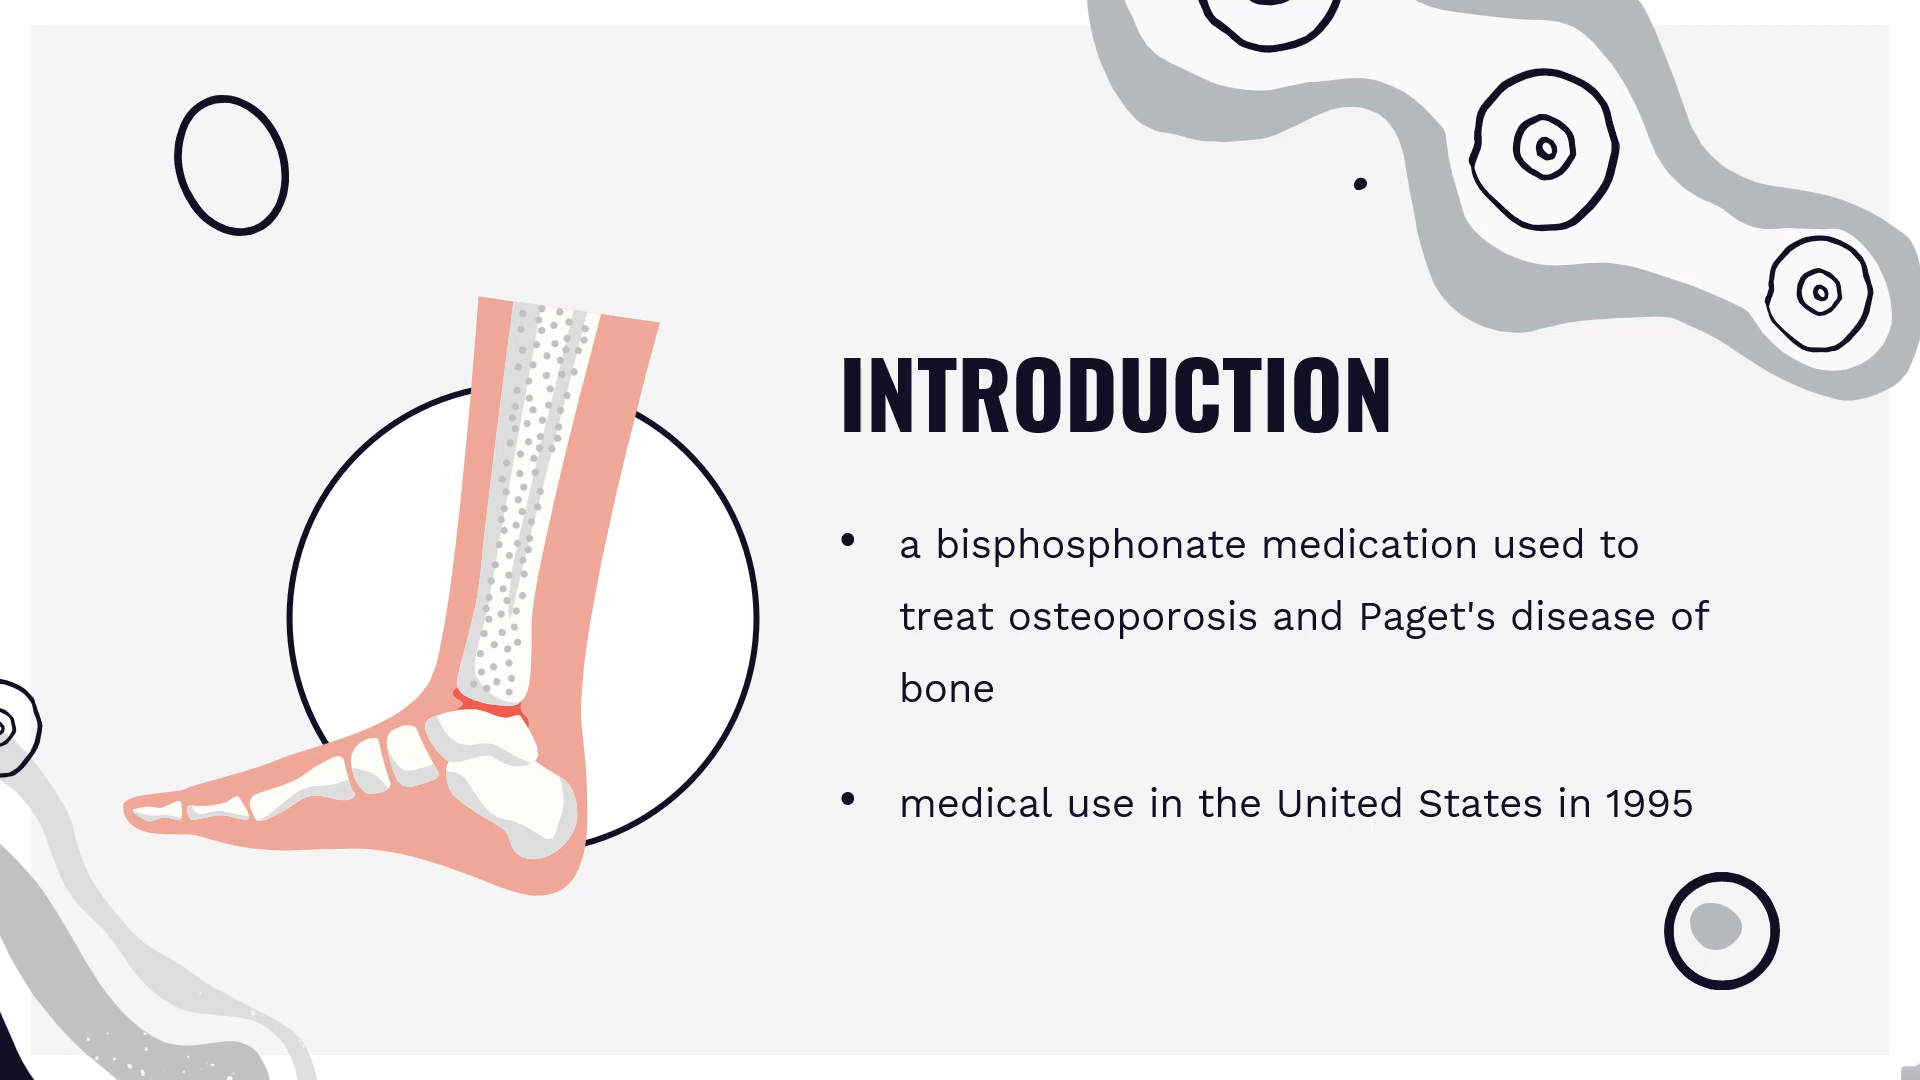 INTRODUCTION
• a bisphosphonate medication used to
treat osteoporosis and Paget's disease of
bone
• medical use in the United States in 1995